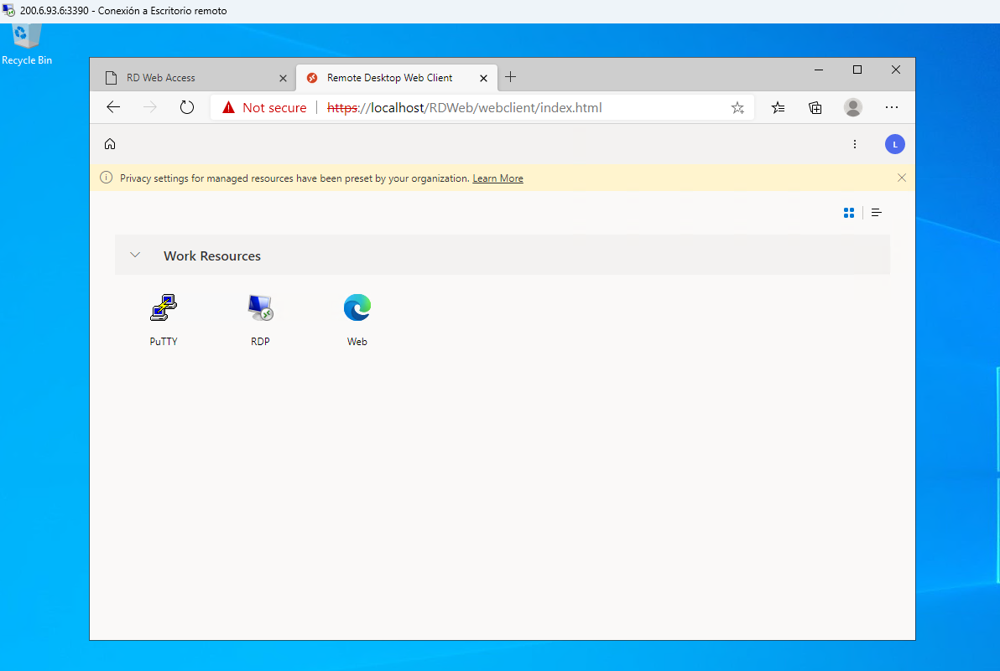 200.6.93.6:3390 - Conexión a Escritorio remoto
Recycle Bin
RD Web Access
Remote Desktop Web Client
Not secure
https://localhost/RDWeb/webclient/index.html
L
Privacy settings for managed resources have been preset by your organization. Learn More
Work Resources
PuTTY
RDP
Web